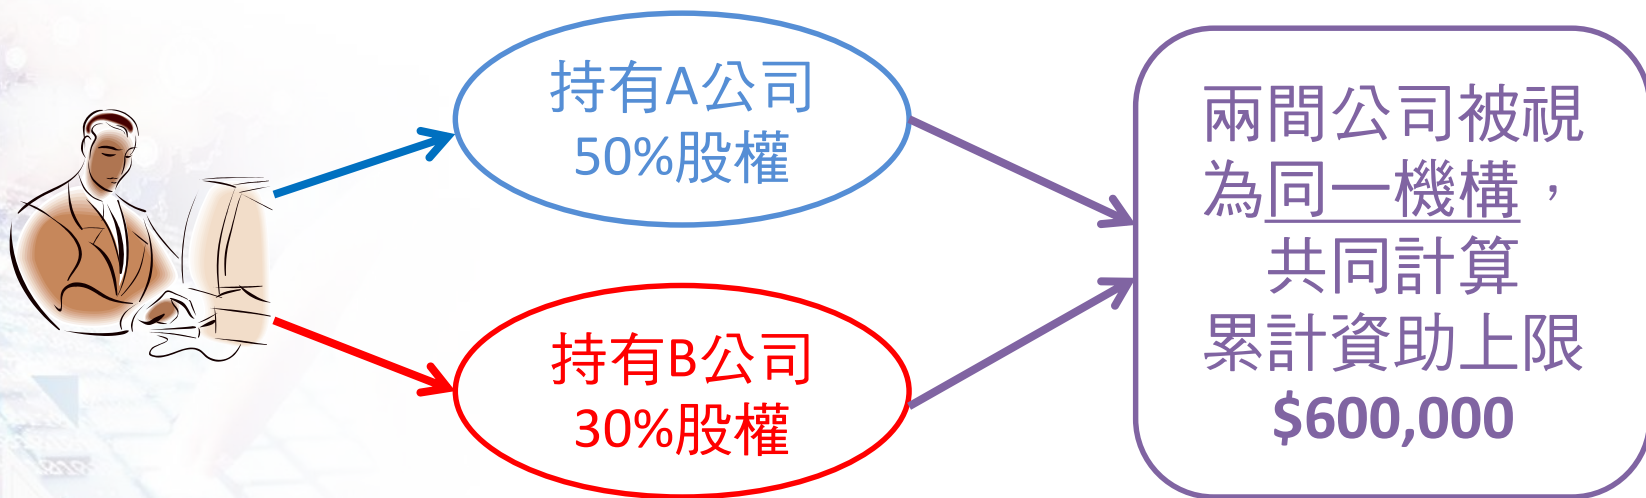 持有A公司
50%股權
持有B公司
30%股權
兩間公司被視
為同一機構，
共同計算
累計資助上限
$600,000